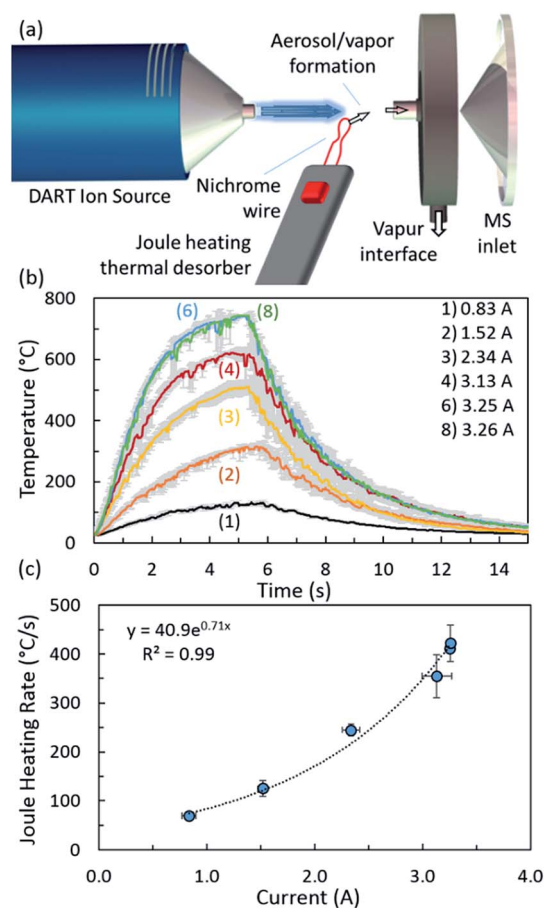 (a)
Aerosol/vapor
formation
DART Ion Source
Nichrome
wire
Joule heating
thermal desorber
Vapur
interface
MS
inlet
(b)
800
600
400
200
0
Temperature (°C)
(6)
(8)
(4)
(3)
(2)
(1)
1) 0.83 A
2) 1.52 A
3) 2.34 A
4) 3.13 A
6) 3.25 A
8) 3.26 A
0 2 4 6 8 10 12 14
Time (s)
(c)
500
400
300
200
100
0
Joule Heating Rate (°C/s)
y = 40.9e^0.71x
R² = 0.99
0.0 1.0 2.0 3.0 4.0
Current (A)